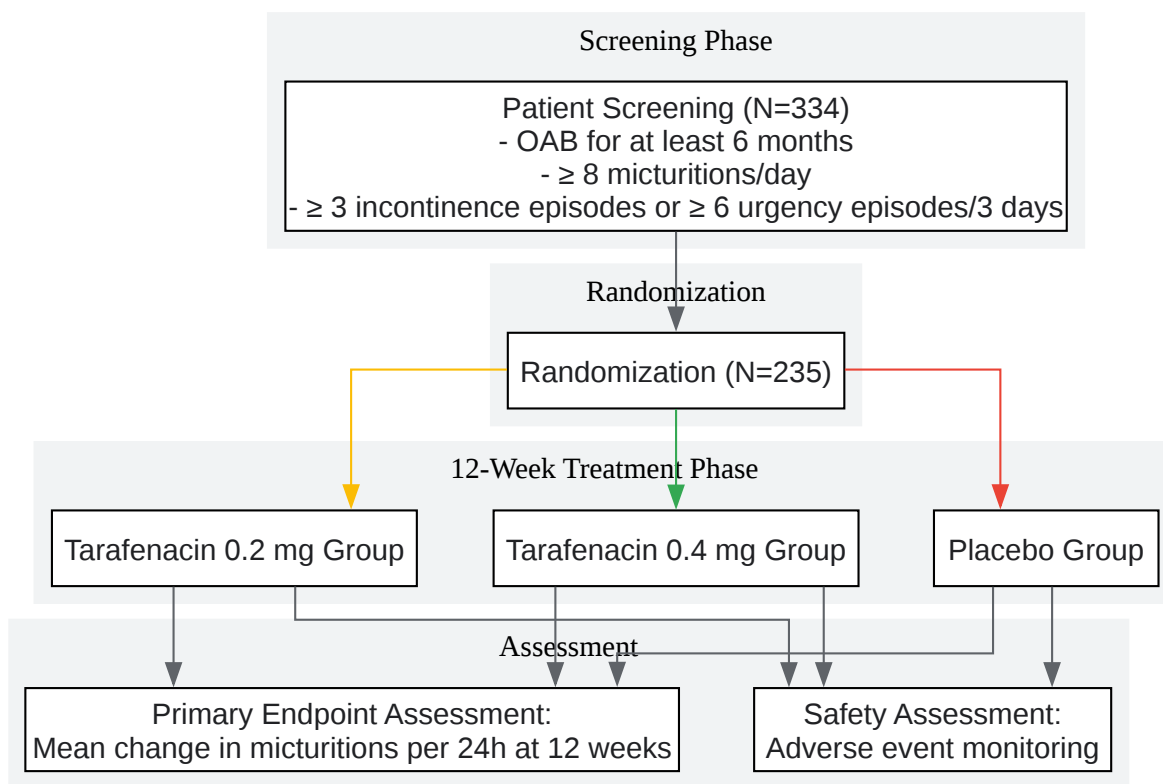 Screening Phase
Patient Screening (N=334)
- OAB for at least 6 months
- ≥ 8 micturitions/day
- ≥ 3 incontinence episodes or ≥ 6 urgency episodes/3 days
Randomization
Randomization (N=235)
12-Week Treatment Phase
Tarafenacin 0.2 mg Group
Tarafenacin 0.4 mg Group
Placebo Group
Assessment
Primary Endpoint Assessment:
Mean change in micturitions per 24h at 12 weeks
Safety Assessment:
Adverse event monitoring